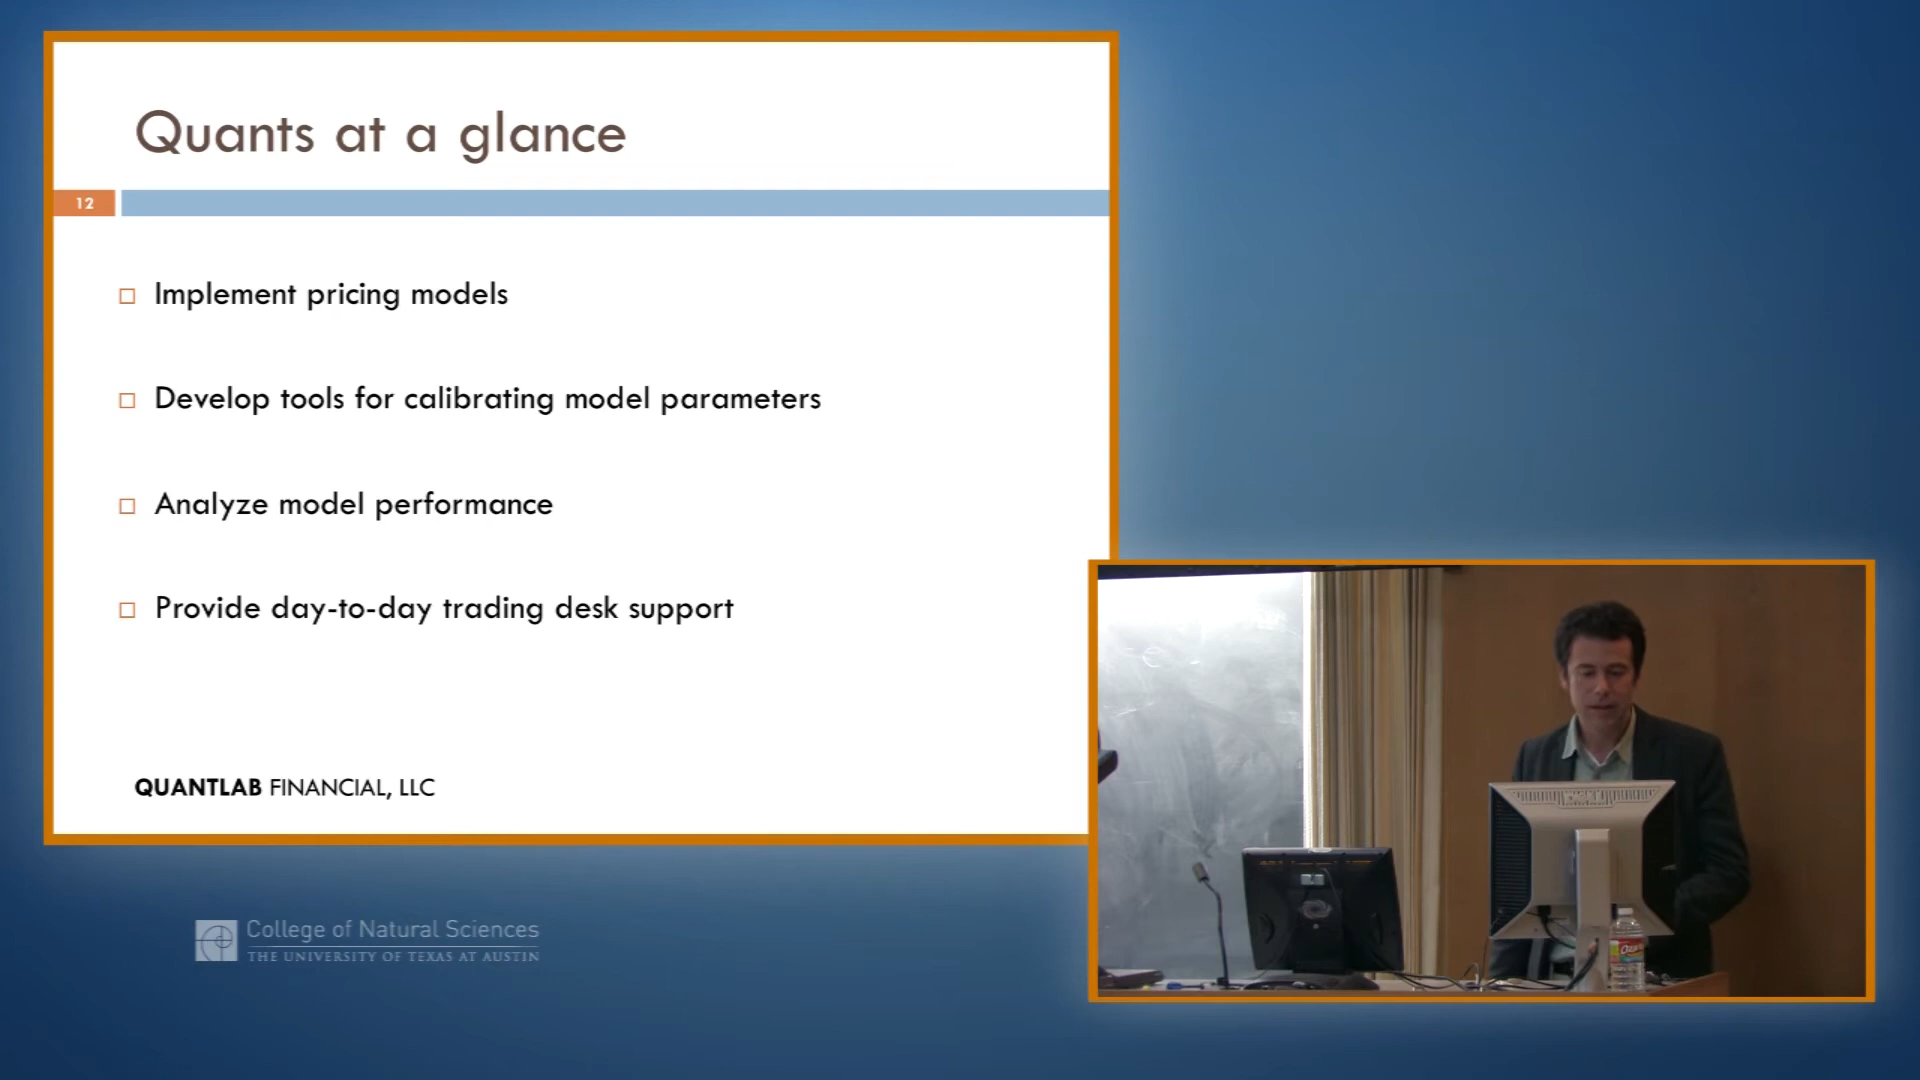 Quants at a glance
12
Implement pricing models
Develop tools for calibrating model parameters
Analyze model performance
Provide day-to-day trading desk support
QUANTLAB FINANCIAL, LLC
College of Natural Sciences
THE UNIVERSITY OF TEXAS AT AUSTIN